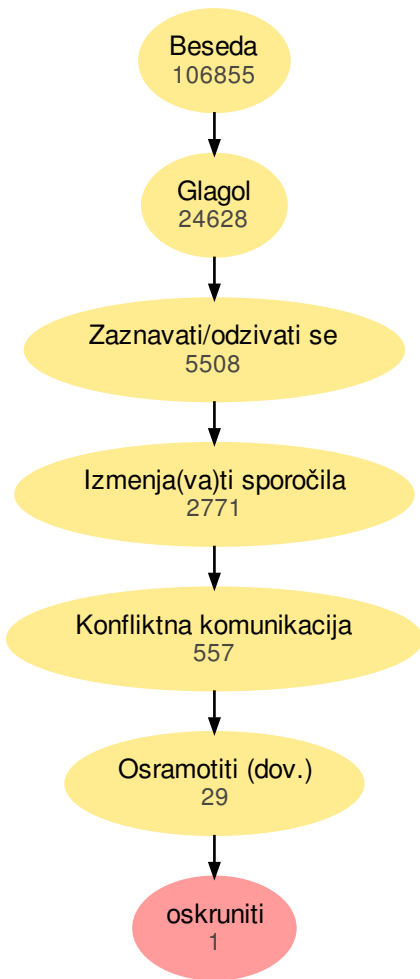 Beseda
106855
Glagol
24628
Zaznavati/odzivati se
5508
Izmenja(va)ti sporočila
2771
Konfliktna komunikacija
557
Osramotiti (dov.)
29
oskruniti
1